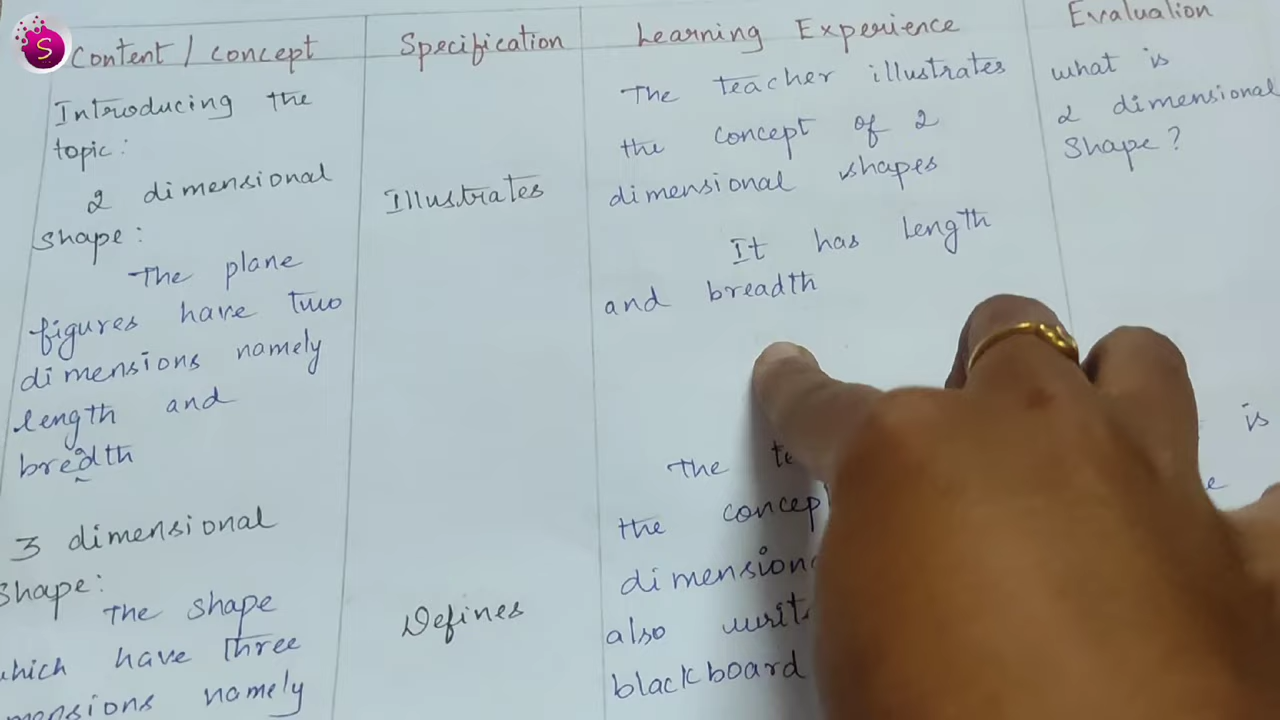 S
Content / concept
Specification
Learning Experience
Evaluation
Introducing the
topic:
2 dimensional
shape:
The plane
figures have two
dimensions namely
length and
breadth
3 dimensional
shape:
The shape
which have three
namely
Illustrates
Defines
The teacher illustrates
the concept of 2
dimensional shapes
It has length
and breadth
The
the
also
blackboard
what is
2 dimensional
shape?
is